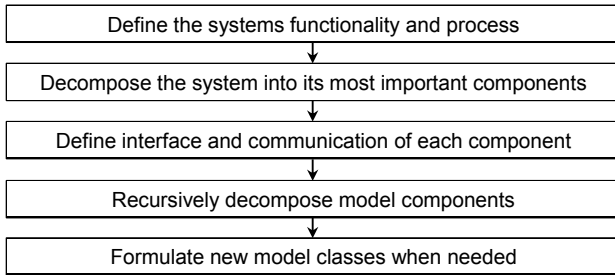 Define the systems functionality and process
Decompose the system into its most important components
Define interface and communication of each component
Recursively decompose model components
Formulate new model classes when needed